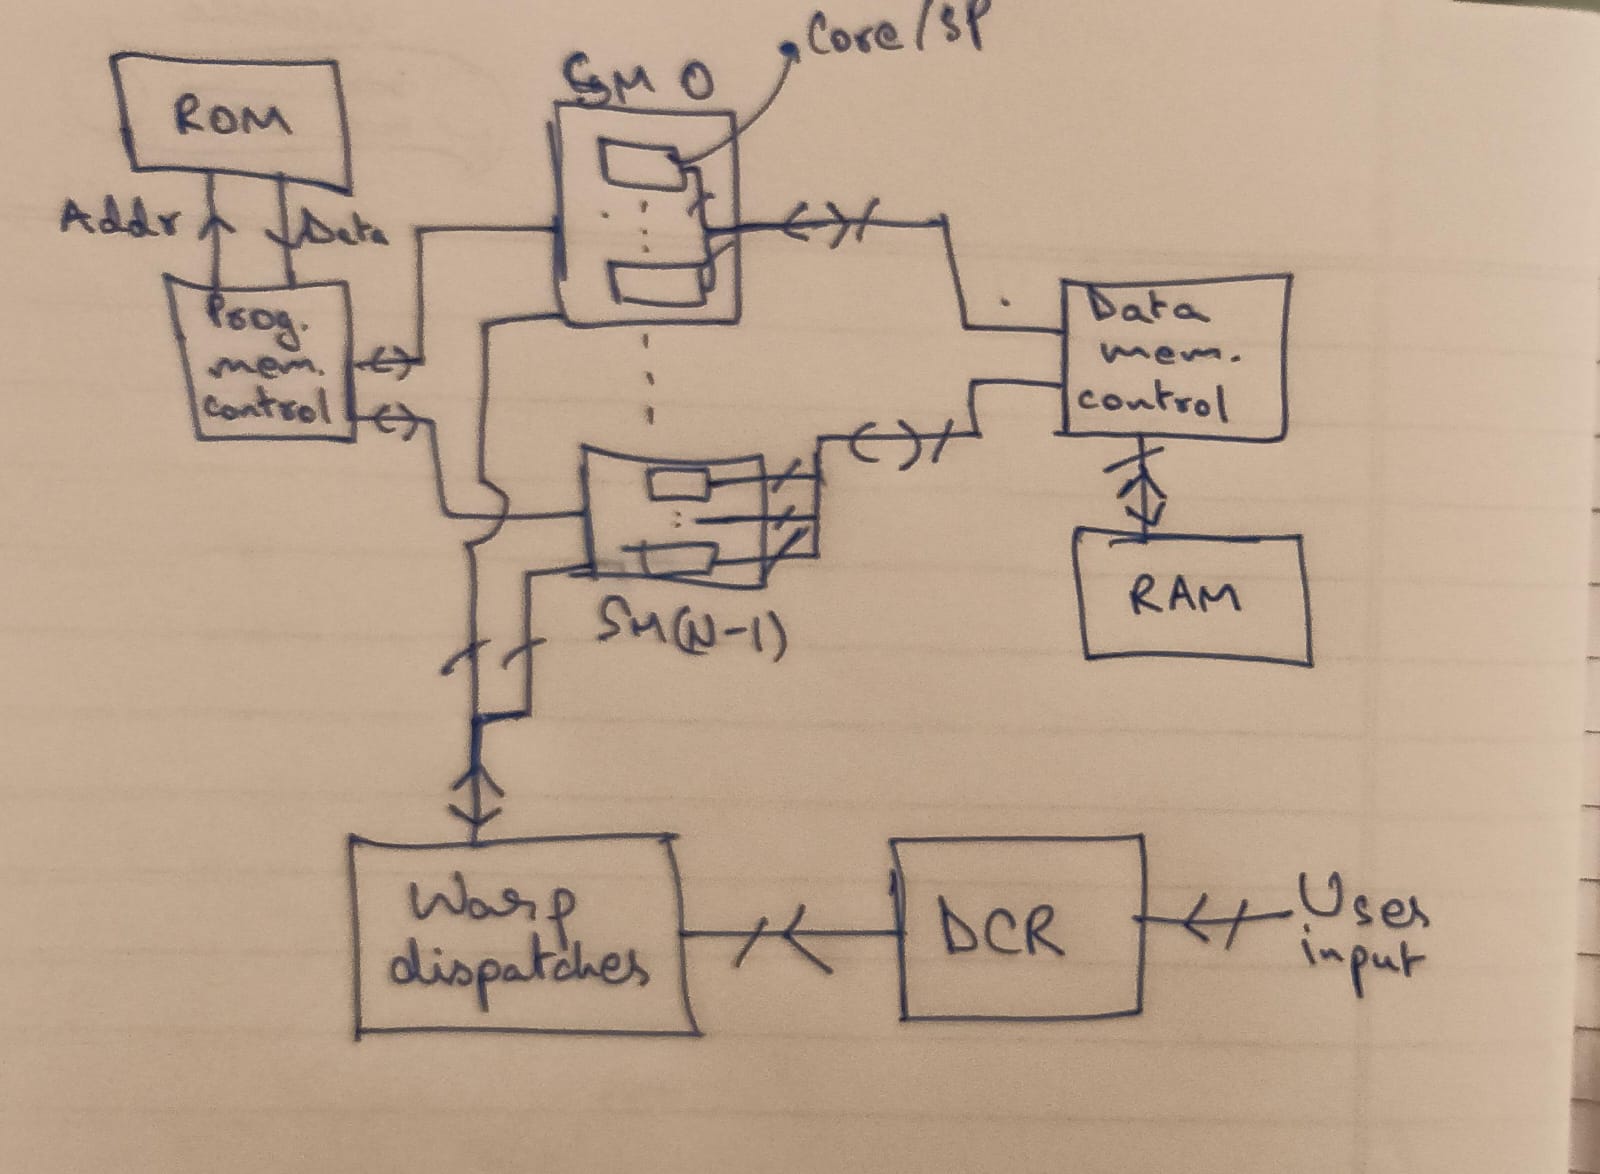 Core/SP
SM 0
ROM
Addr
Data
Prog.
mem.
control
Data
mem.
control
RAM
SM(N-1)
Warp
dispatcher
DCR
User
input